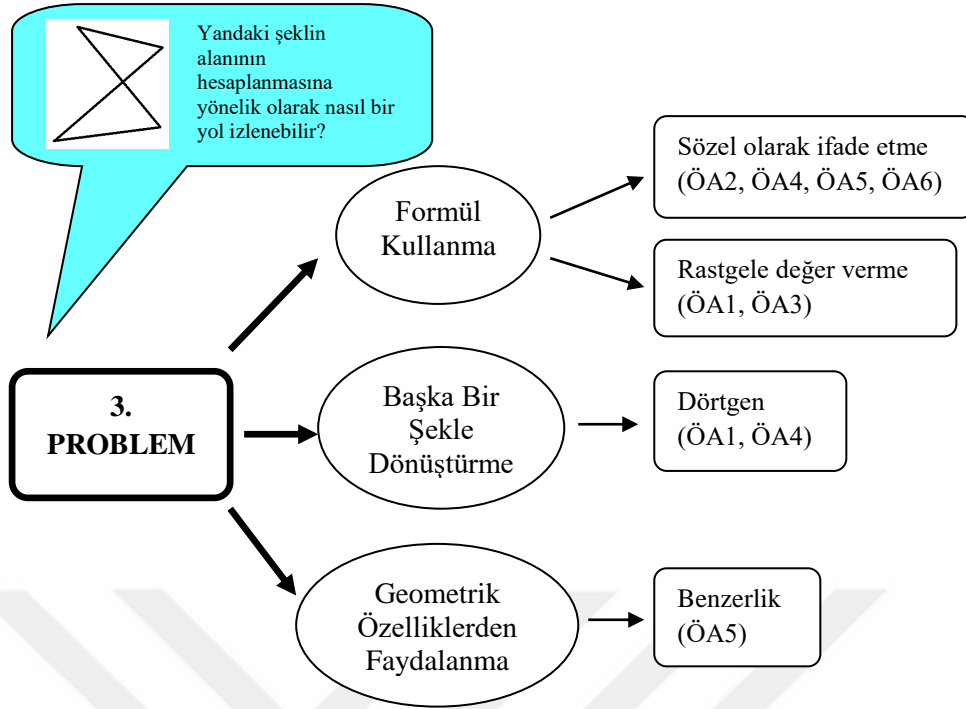 Yandaki şeklin
alanının
hesaplanmasına
yönelik olarak nasıl bir
yol izlenebilir?
Sözel olarak ifade etme
(ÖA2, ÖA4, ÖA5, ÖA6)
Formül
Kullanma
Rastgele değer verme
(ÖA1, ÖA3)
3.
PROBLEM
Başka Bir
Şekle
Dönüştürme
Dörtgen
(ÖA1, ÖA4)
Geometrik
Özelliklerden
Faydalanma
Benzerlik
(ÖA5)